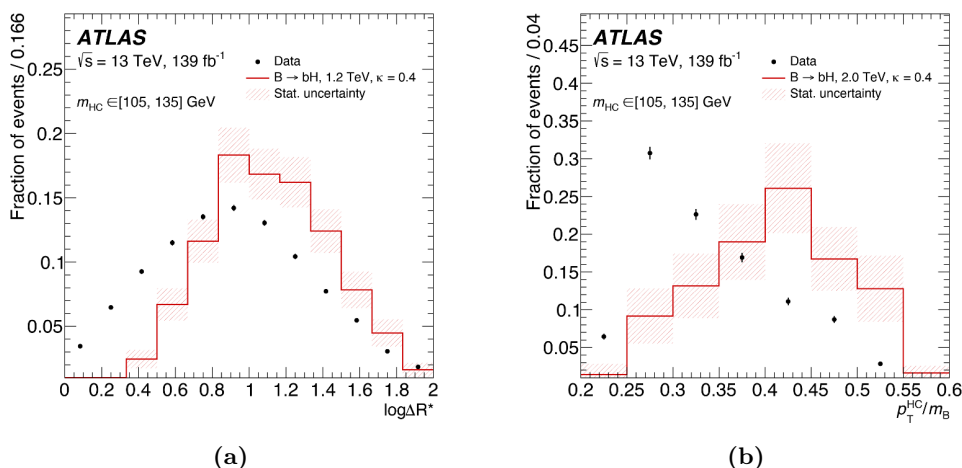 Fraction of events / 0.166
ATLAS
√s = 13 TeV, 139 fb⁻¹
m_HC ∈[105, 135] GeV
Data
B → bH, 1.2 TeV, κ = 0.4
Stat. uncertainty
0.25
0.2
0.15
0.1
0.05
0 0.2 0.4 0.6 0.8 1 1.2 1.4 1.6 1.8 2
logΔR*
(a)
Fraction of events / 0.04
ATLAS
√s = 13 TeV, 139 fb⁻¹
m_HC ∈[105, 135] GeV
Data
B → bH, 2.0 TeV, κ = 0.4
Stat. uncertainty
0.45
0.4
0.35
0.3
0.25
0.2
0.15
0.1
0.05
0.2 0.25 0.3 0.35 0.4 0.45 0.5 0.55 0.6
p_T^HC/m_B
(b)